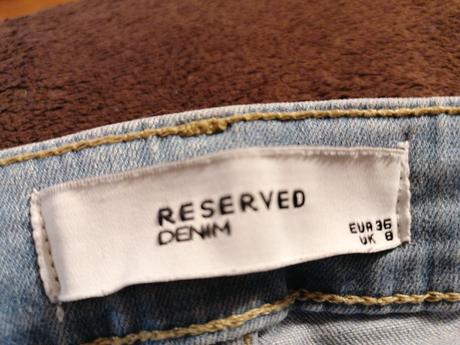 RESERVED
DENIM
EUR 36
UK 8